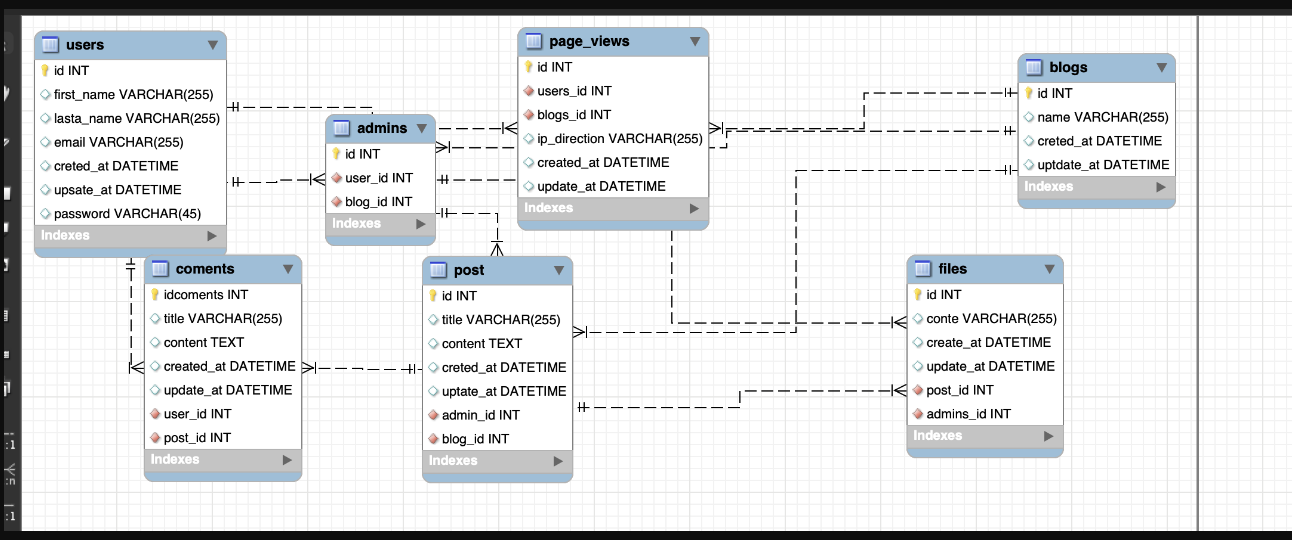 users
id INT
first_name VARCHAR(255)
lasta_name VARCHAR(255)
email VARCHAR(255)
creted_at DATETIME
upsate_at DATETIME
password VARCHAR(45)
Indexes
admins
id INT
user_id INT
blog_id INT
Indexes
page_views
id INT
users_id INT
blogs_id INT
ip_direction VARCHAR(255)
created_at DATETIME
update_at DATETIME
Indexes
blogs
id INT
name VARCHAR(255)
creted_at DATETIME
uptdate_at DATETIME
Indexes
coments
idcoments INT
title VARCHAR(255)
content TEXT
created_at DATETIME
update_at DATETIME
user_id INT
post_id INT
Indexes
post
id INT
title VARCHAR(255)
content TEXT
creted_at DATETIME
uptate_at DATETIME
admin_id INT
blog_id INT
Indexes
files
id INT
conte VARCHAR(255)
create_at DATETIME
update_at DATETIME
post_id INT
admins_id INT
Indexes
:1
:n
:1